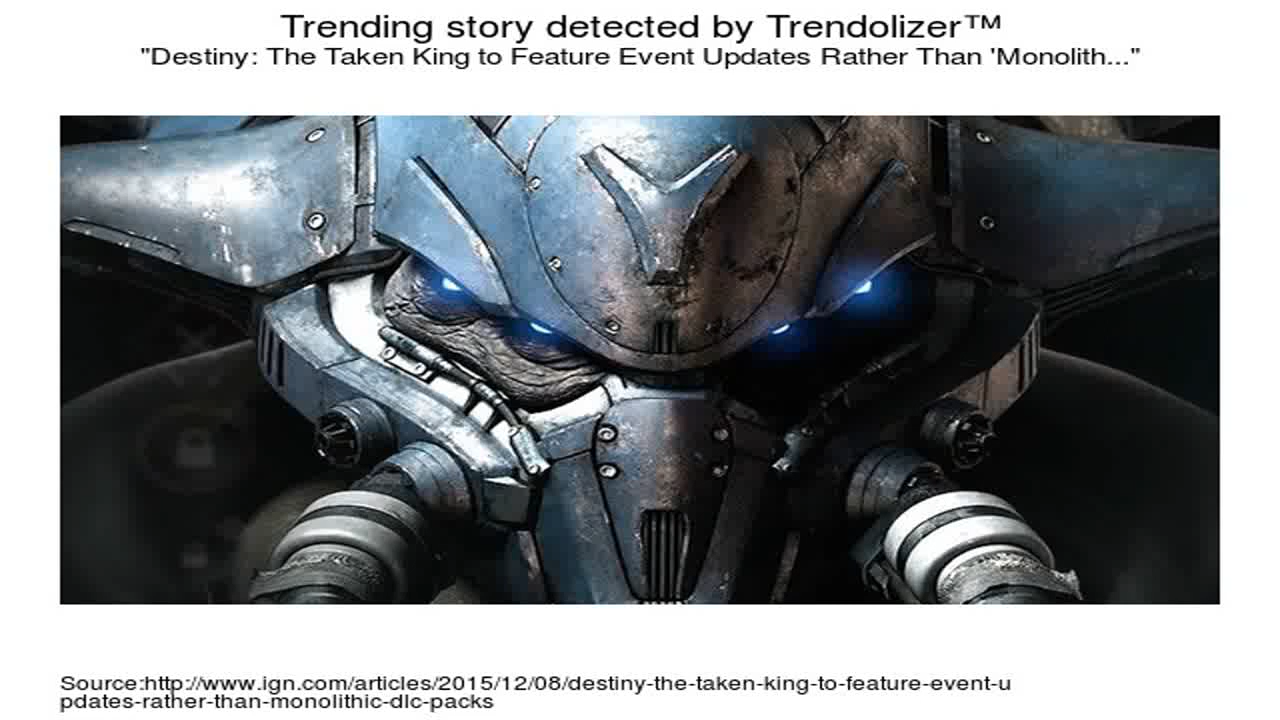 Trending story detected by Trendolizer™
"Destiny: The Taken King to Feature Event Updates Rather Than 'Monolith..."
Source:http://www.ign.com/articles/2015/12/08/destiny-the-taken-king-to-feature-event-u
pdates-rather-than-monolithic-dlc-packs